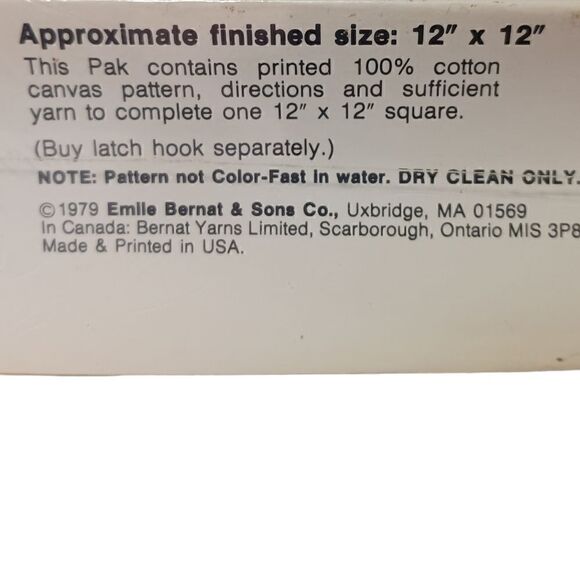 Approximate finished size: 12" x 12"
This Pak contains printed 100% cotton
canvas pattern, directions and sufficient
yarn to complete one 12" x 12" square.
(Buy latch hook separately.)
NOTE: Pattern not Color-Fast in water. DRY CLEAN ONLY.
©1979 Emile Bernat & Sons Co., Uxbridge, MA 01569
In Canada: Bernat Yarns Limited, Scarborough, Ontario MIS 3P8
Made & Printed in USA.